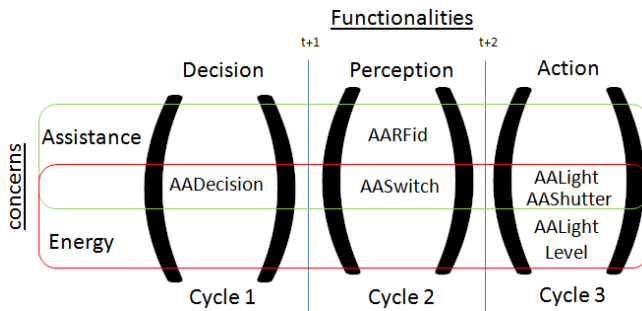 Functionalities
t+1
t+2
Decision
Perception
Action
Assistance
AARFid
AADecision
AASwitch
AALight
AAShutter
concerns
Energy
AALight
Level
Cycle 1
Cycle 2
Cycle 3